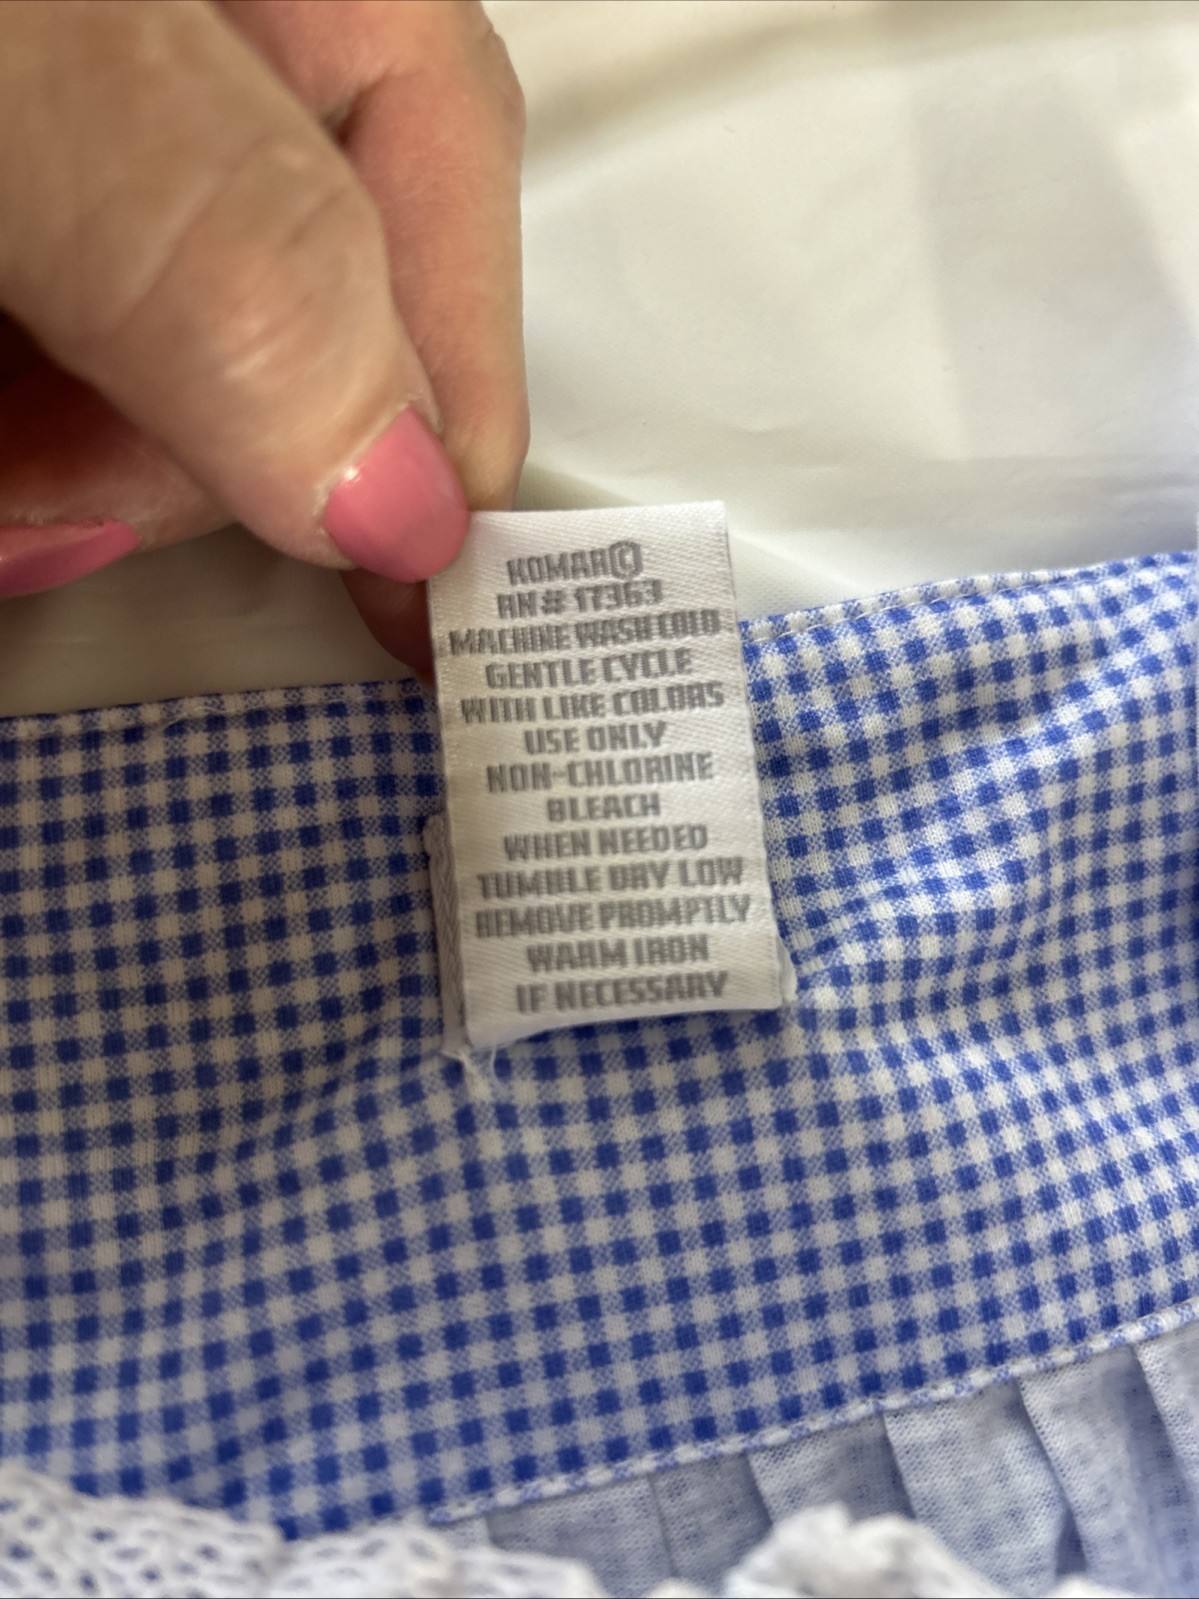 KOMAR©
RN# 17363
MACHINE WASH COLD
GENTLE CYCLE
WITH LIKE COLORS
USE ONLY
NON-CHLORINE
BLEACH
WHEN NEEDED
TUMBLE DRY LOW
REMOVE PROMPTLY
WARM IRON
IF NECESSARY